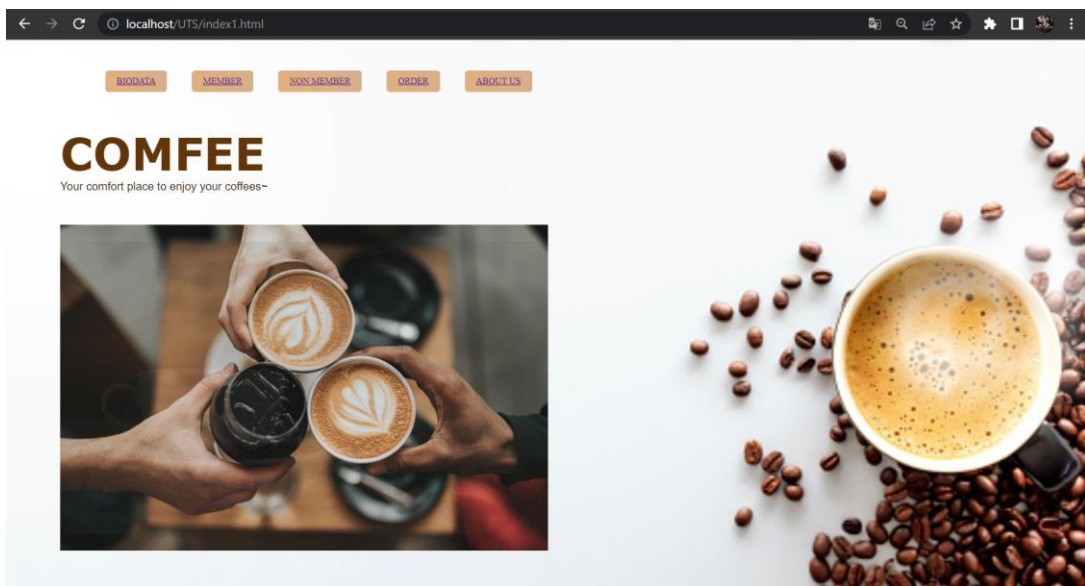 localhost/UTS/index1.html
BIODATA MEMBER NON MEMBER ORDER ABOUT US
COMFEE
Your comfort place to enjoy your coffees~